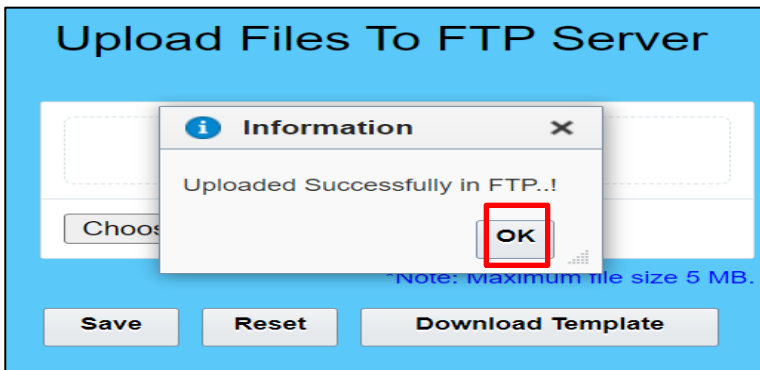 Upload Files To FTP Server
Information
Uploaded Successfully in FTP..!
OK
*Note: Maximum file size 5 MB.
Save Reset Download Template